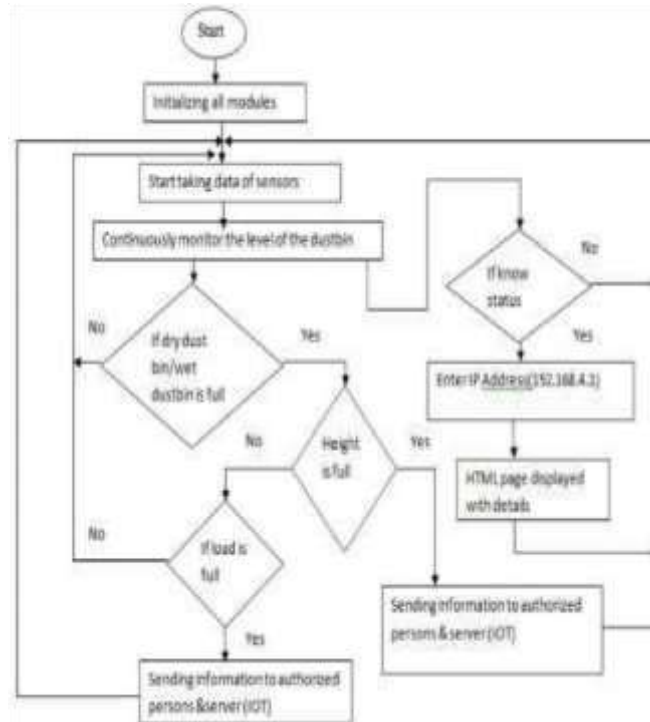 Start
Initializing all modules
Start taking data of sensors
Continuously monitor the level of the dustbin
If know
status
No
Yes
No
If dry dust
bin/wet
dustbin is full
Yes
Enter IP Address(192.168.4.1)
No
Height
is full
Yes
HTML page displayed
with details
No
If load is
full
Yes
Sending information to authorized
persons & server (IOT)
Sending information to authorized
persons &server (IOT)